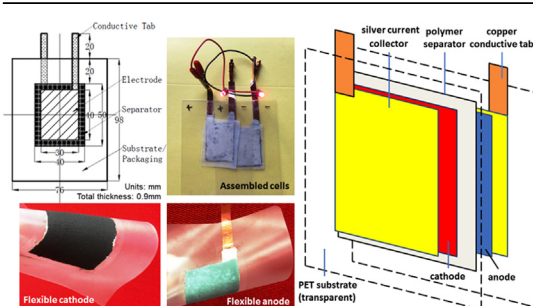 Conductive Tab
20
20
Electrode
Separator
40
50
98
30
40
Substrate/
Packaging
76
Units: mm
Total thickness: 0.9mm
+ + - -
Assembled cells
Flexible cathode
Flexible anode
silver current
collector
polymer
separator
copper
conductive tab
cathode
anode
PET substrate
(transparent)